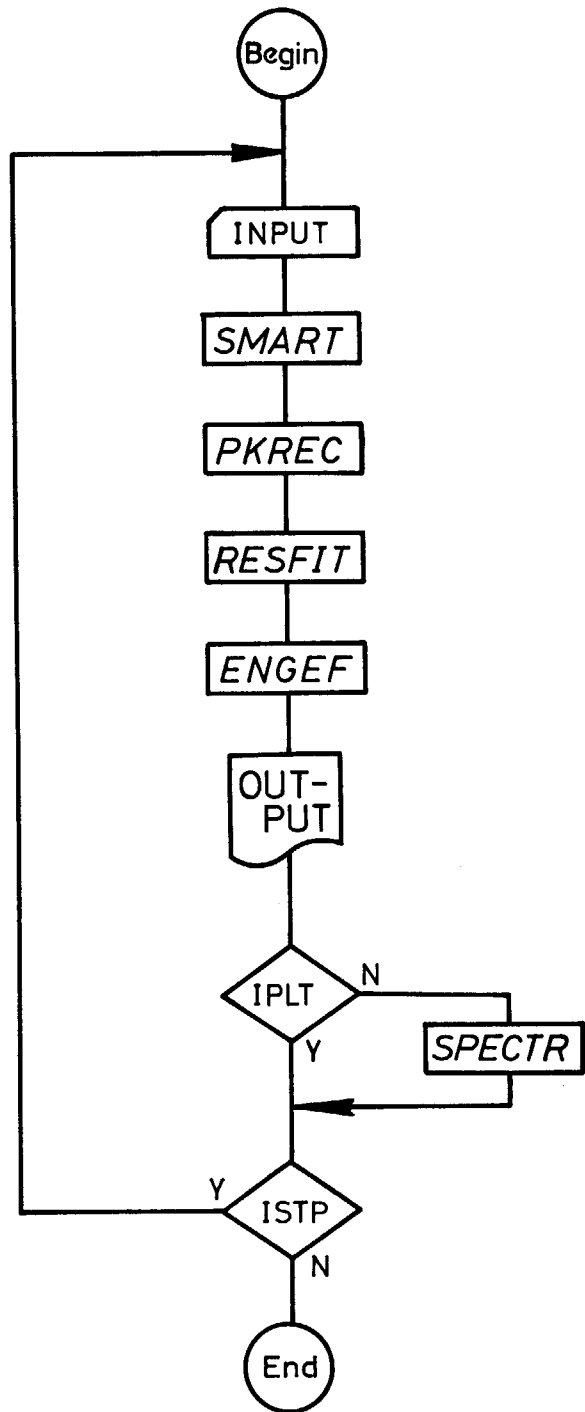 Begin
INPUT
SMART
PKREC
RESFIT
ENGEF
OUT-
PUT
IPLT
N
Y
SPECTR
Y
ISTP
N
End